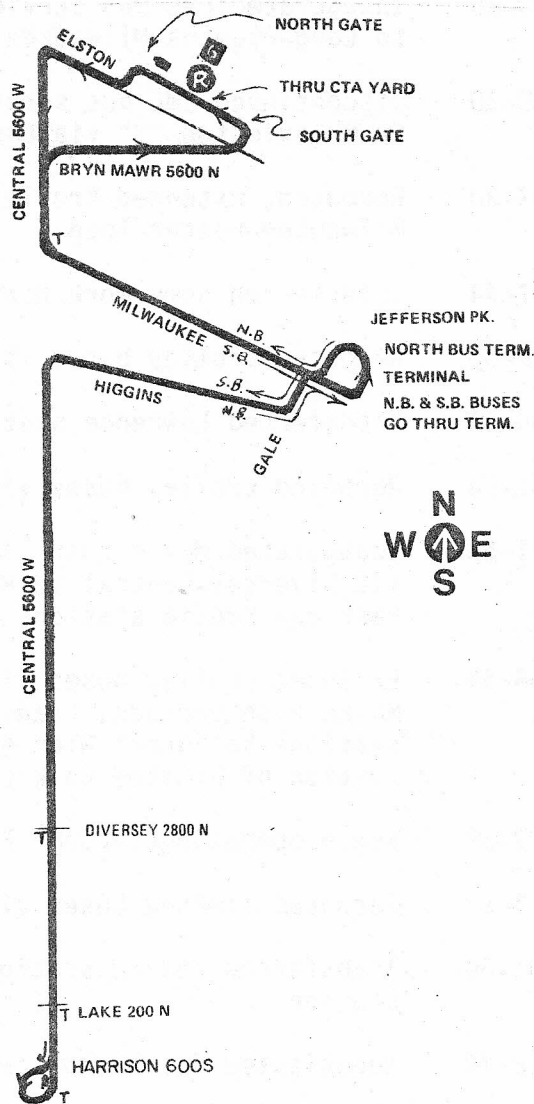 NORTH GATE
ELSTON
G
R
THRU CTA YARD
SOUTH GATE
CENTRAL 5600 W
BRYN MAWR 5600 N
T
MILWAUKEE
N.B.
S.B.
JEFFERSON PK.
NORTH BUS TERM.
TERMINAL
N.B. & S.B. BUSES
GO THRU TERM.
HIGGINS
S.B.
N.B.
GALE
N
W E
S
CENTRAL 5600 W
DIVERSEY 2800 N
T
LAKE 200 N
T
HARRISON 600S
T